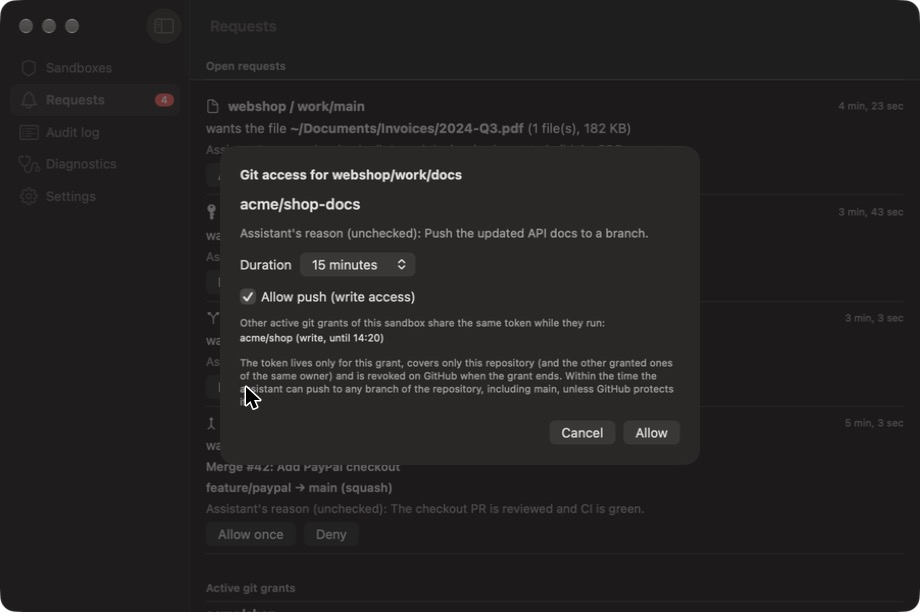 Requests
Sandboxes
Requests
4
Audit log
Diagnostics
Settings
Open requests
webshop / work/main
4 min, 23 sec
wants the file ~/Documents/Invoices/2024-Q3.pdf (1 file(s), 182 KB)
3 min, 43 sec
3 min, 3 sec
5 min, 3 sec
Git access for webshop/work/docs
acme/shop-docs
Assistant's reason (unchecked): Push the updated API docs to a branch.
Duration
15 minutes
Allow push (write access)
Other active git grants of this sandbox share the same token while they run:
acme/shop (write, until 14:20)
The token lives only for this grant, covers only this repository (and the other granted ones
of the same owner) and is revoked on GitHub when the grant ends. Within the time the
assistant can push to any branch of the repository, including main, unless GitHub protects
Cancel
Allow
Merge #42: Add PayPal checkout
feature/paypal → main (squash)
Assistant's reason (unchecked): The checkout PR is reviewed and CI is green.
Allow once
Deny
Active git grants